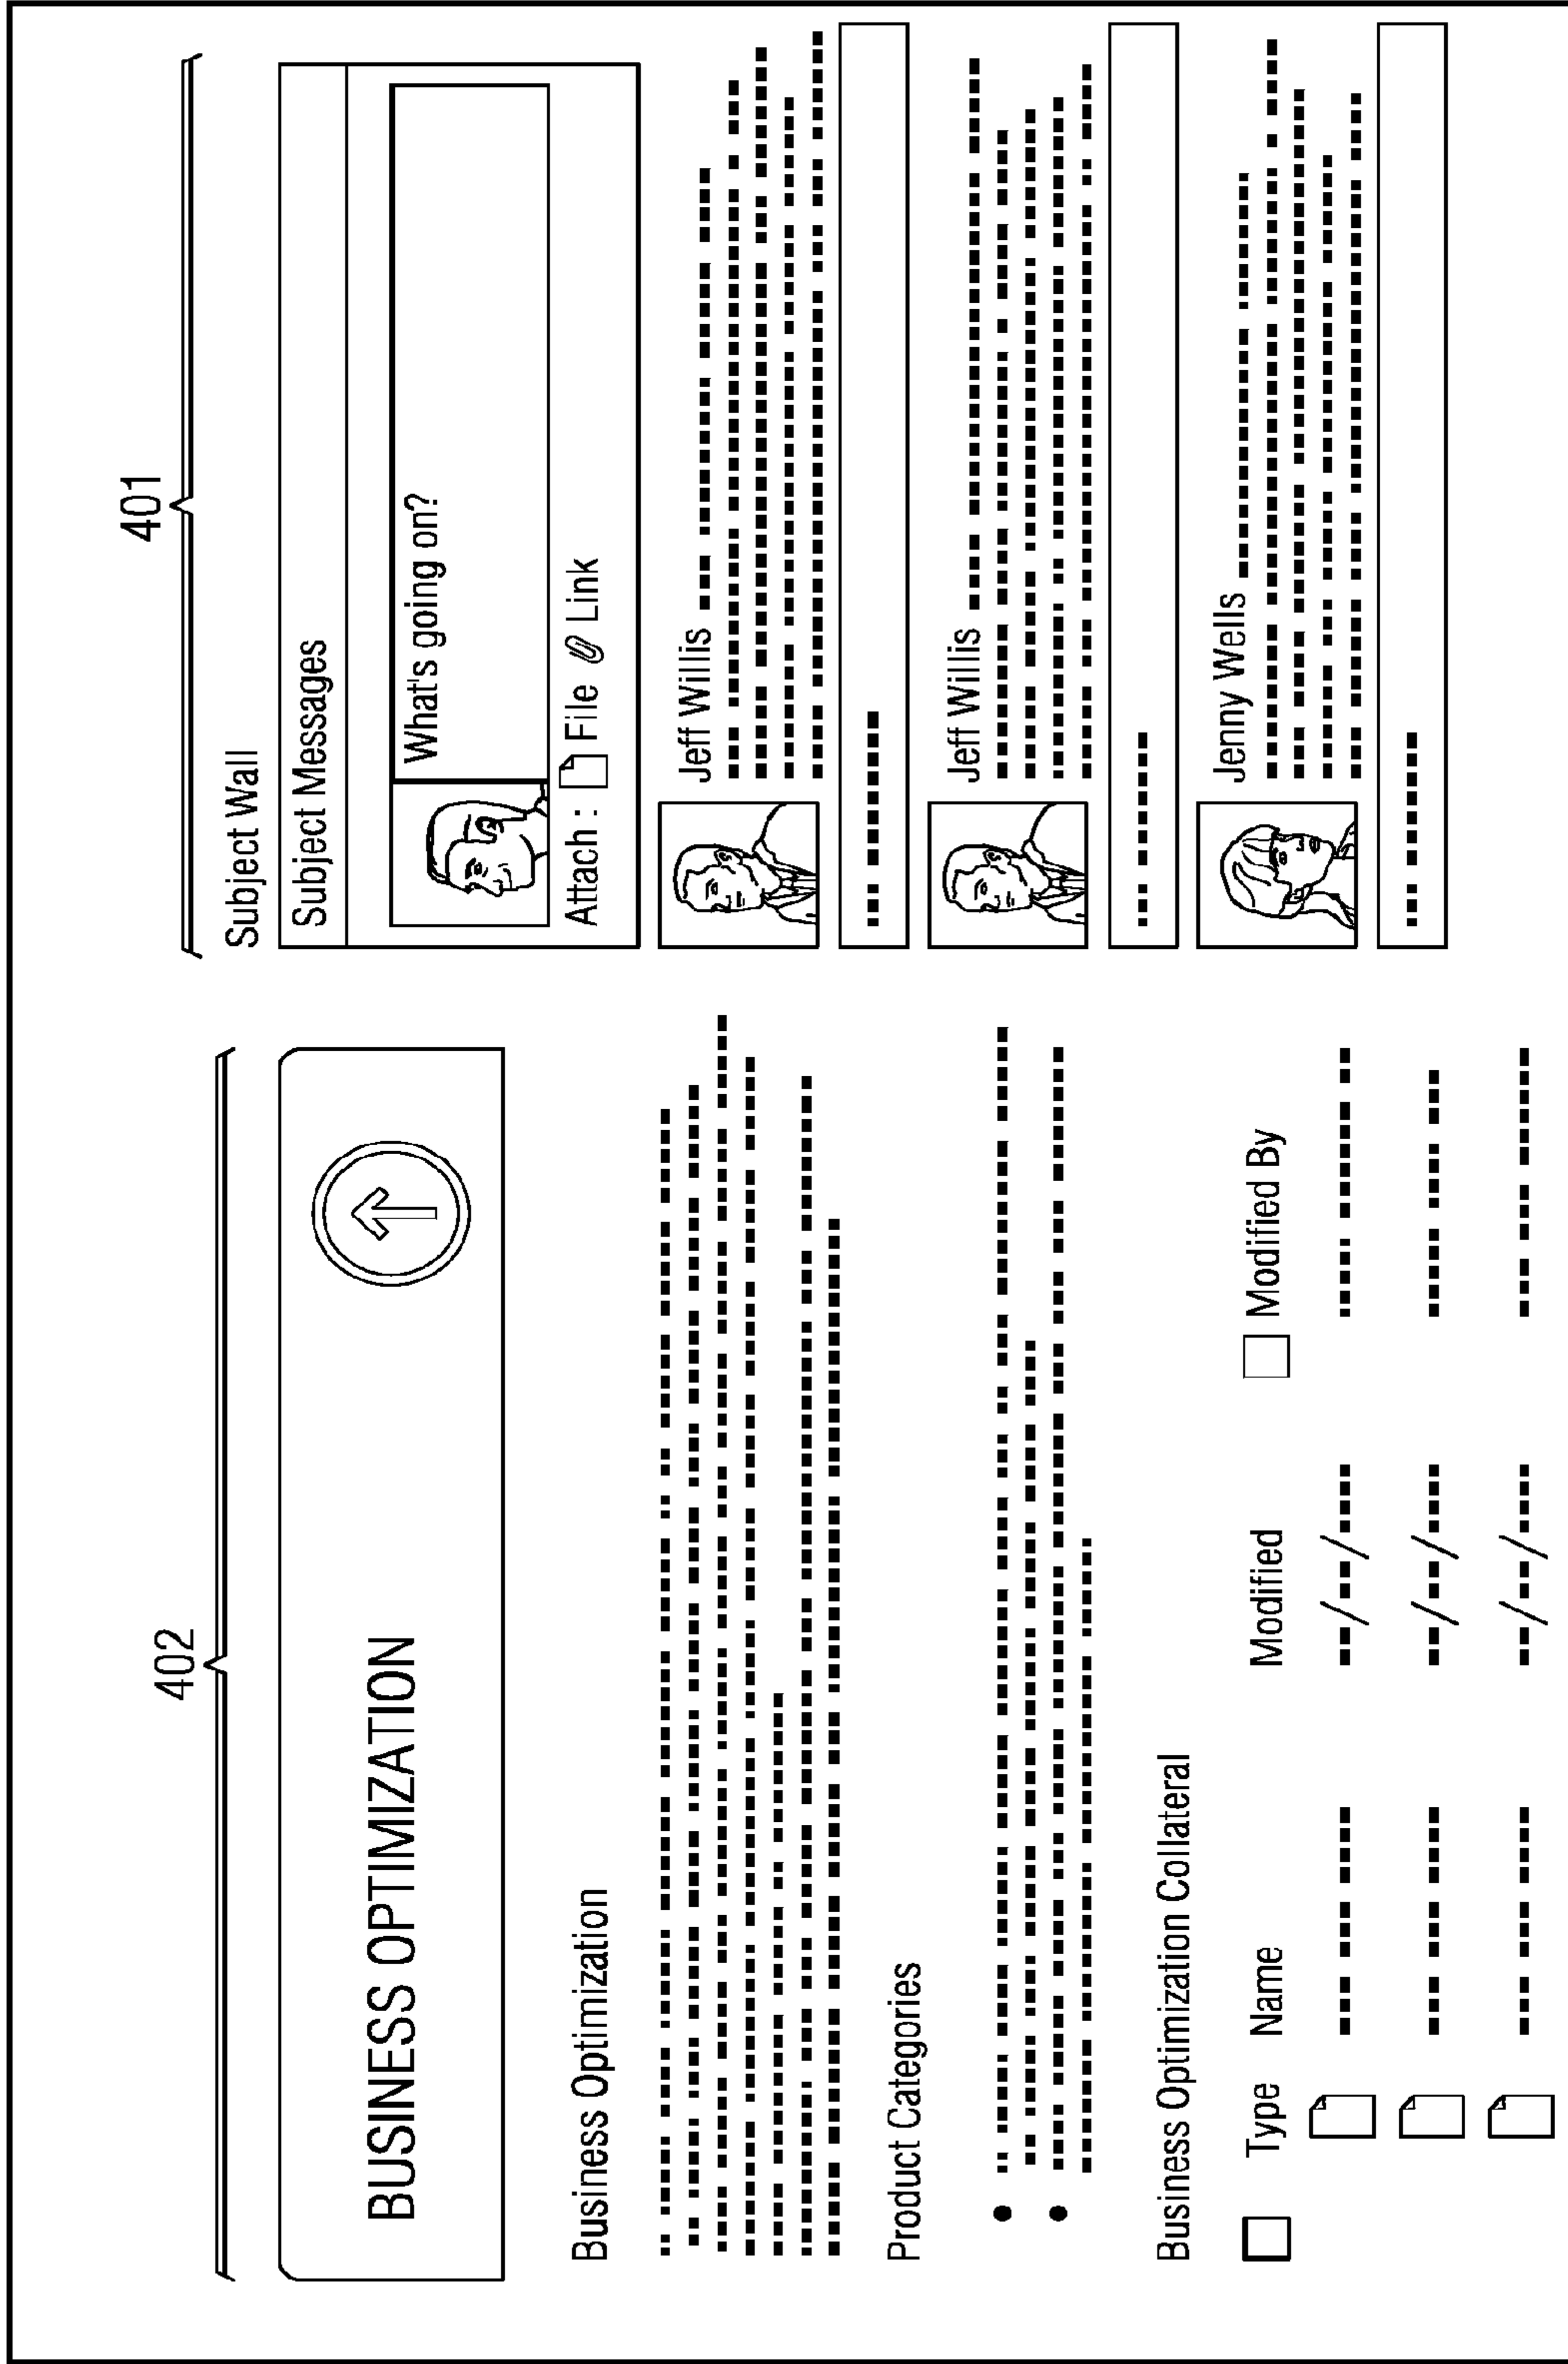 402
BUSINESS OPTIMIZATION
Business Optimization
Product Categories
Business Optimization Collateral
Type Name Modified Modified By
401
Subject Wall
Subject Messages
What's going on?
Attach : File Link
Jeff Willis
Jeff Willis
Jenny Wells